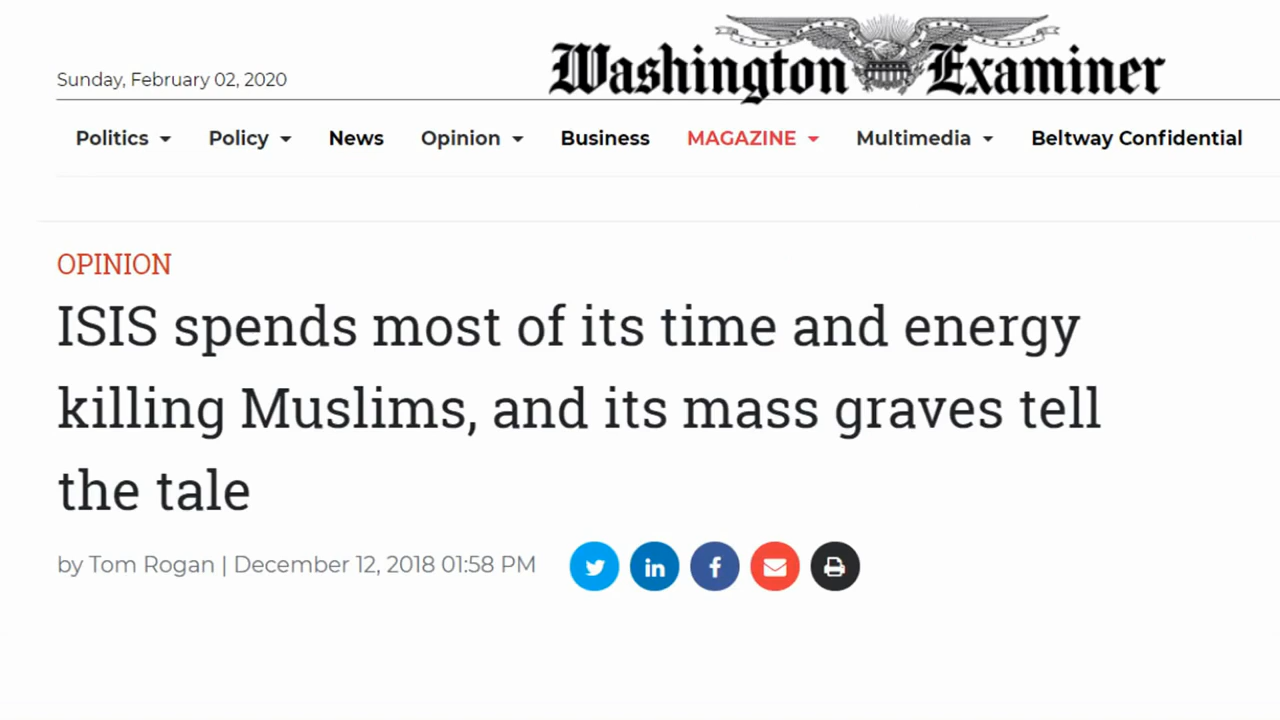 Washington Examiner
Sunday, February 02, 2020
Politics Policy News Opinion Business MAGAZINE Multimedia Beltway Confidential
OPINION
ISIS spends most of its time and energy
killing Muslims, and its mass graves tell
the tale
by Tom Rogan | December 12, 2018 01:58 PM